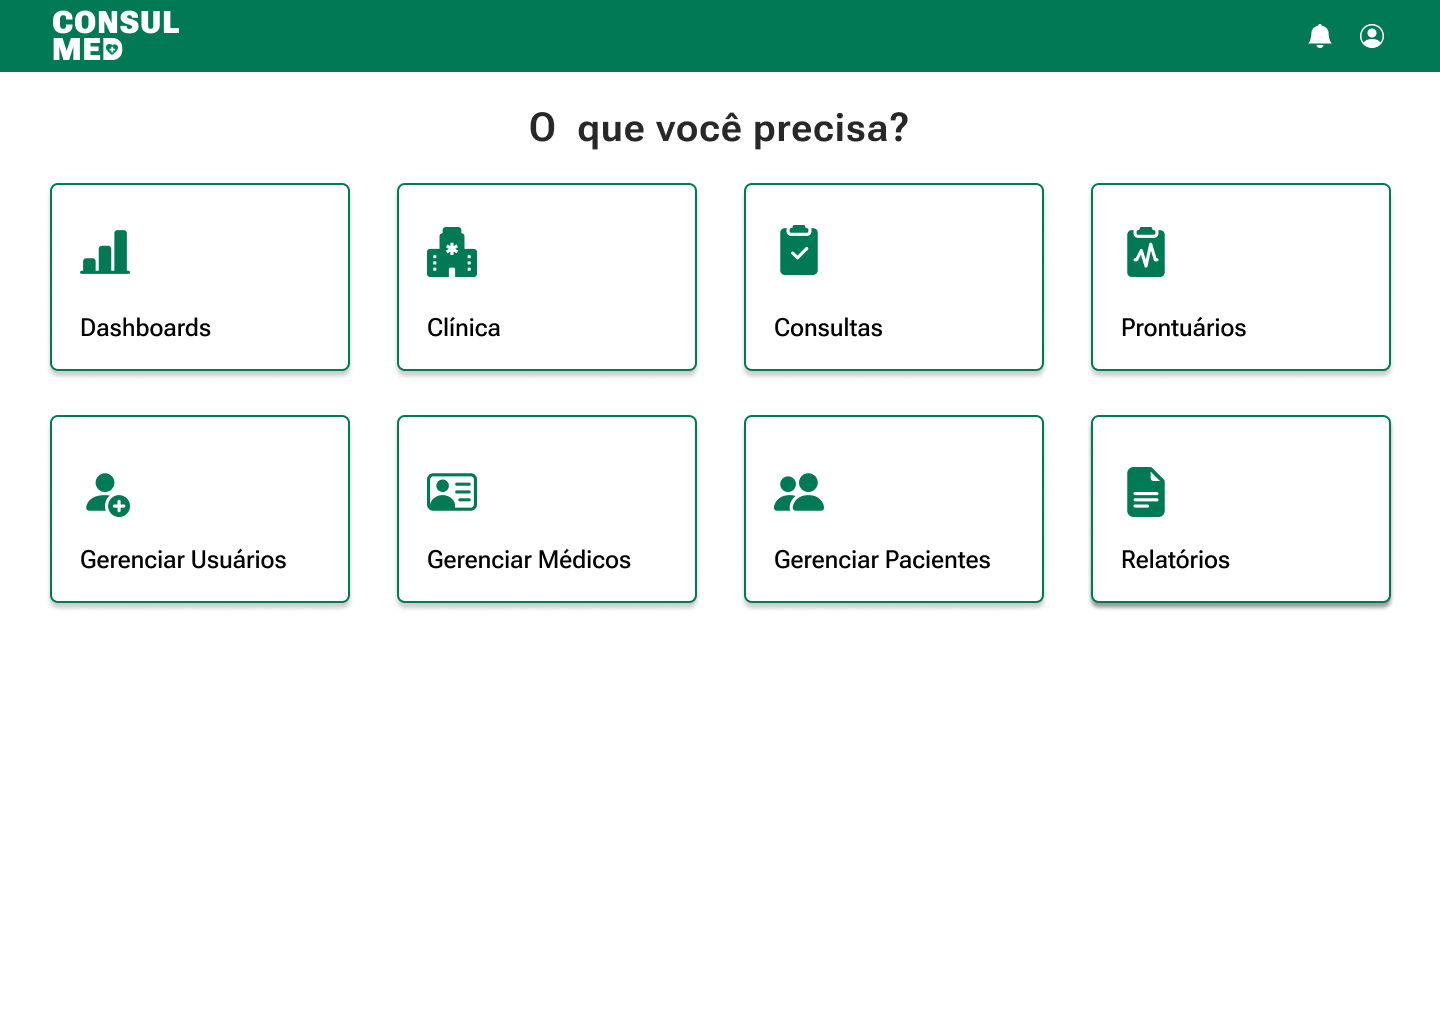 CONSUL
MED
O que você precisa?
Dashboards
Clínica
Consultas
Prontuários
Gerenciar Usuários
Gerenciar Médicos
Gerenciar Pacientes
Relatórios